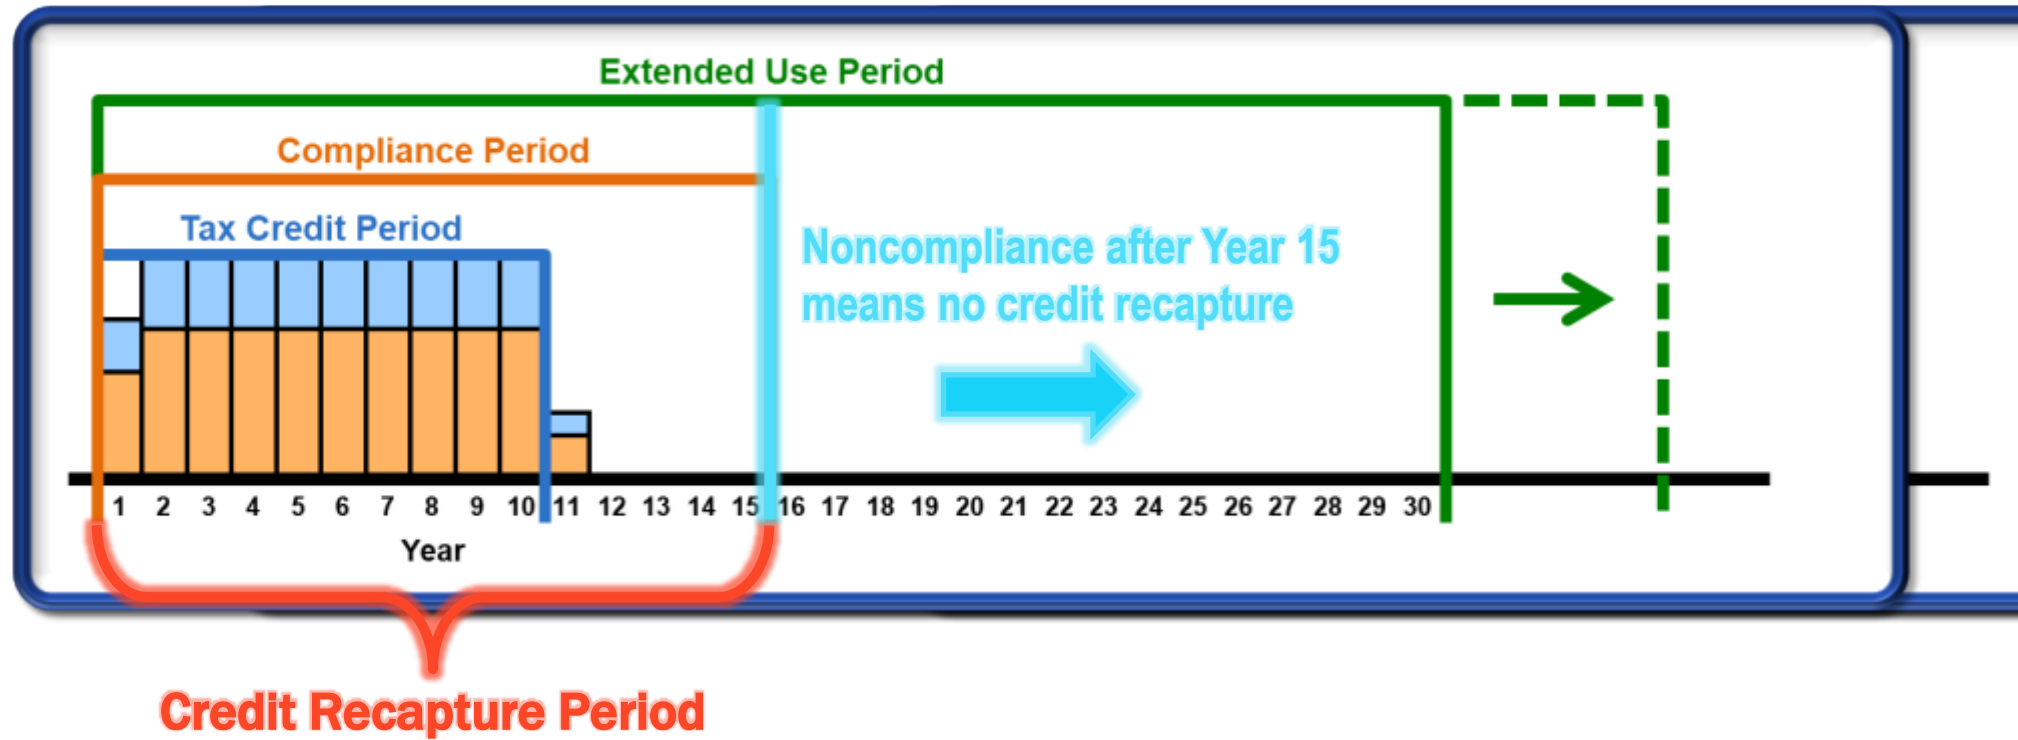 Extended Use Period
Compliance Period
Tax Credit Period
Noncompliance after Year 15
means no credit recapture
1 2 3 4 5 6 7 8 9 10 11 12 13 14 15 16 17 18 19 20 21 22 23 24 25 26 27 28 29 30
Year
Credit Recapture Period